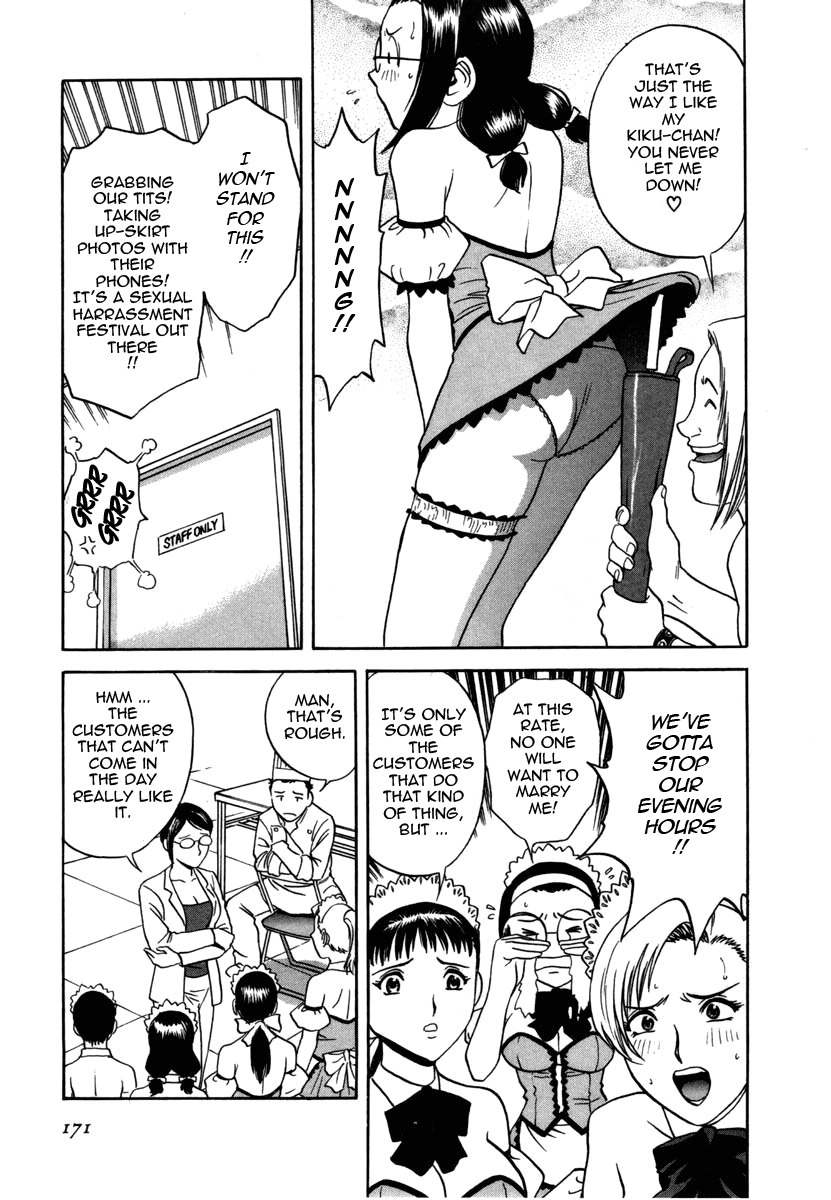 THAT'S
JUST THE
WAY I LIKE
MY
KIKU-CHAN!
YOU NEVER
LET ME
DOWN!
♡
NNNNNG!!
I
WON'T
STAND
FOR
THIS
!!
GRABBING
OUR TITS!
TAKING
UP-SKIRT
PHOTOS WITH
THEIR
PHONES!
IT'S A SEXUAL
HARRASSMENT
FESTIVAL OUT
THERE
!!
GRRR
GRRR
STAFF ONLY
WE'VE
GOTTA
STOP
OUR
EVENING
HOURS
!!
AT THIS
RATE,
NO ONE
WILL
WANT TO
MARRY
ME!
IT'S ONLY
SOME OF
THE
CUSTOMERS
THAT DO
THAT KIND
OF THING,
BUT ...
MAN,
THAT'S
ROUGH.
HMM ...
THE
CUSTOMERS
THAT CAN'T
COME IN
THE DAY
REALLY LIKE
IT.
171